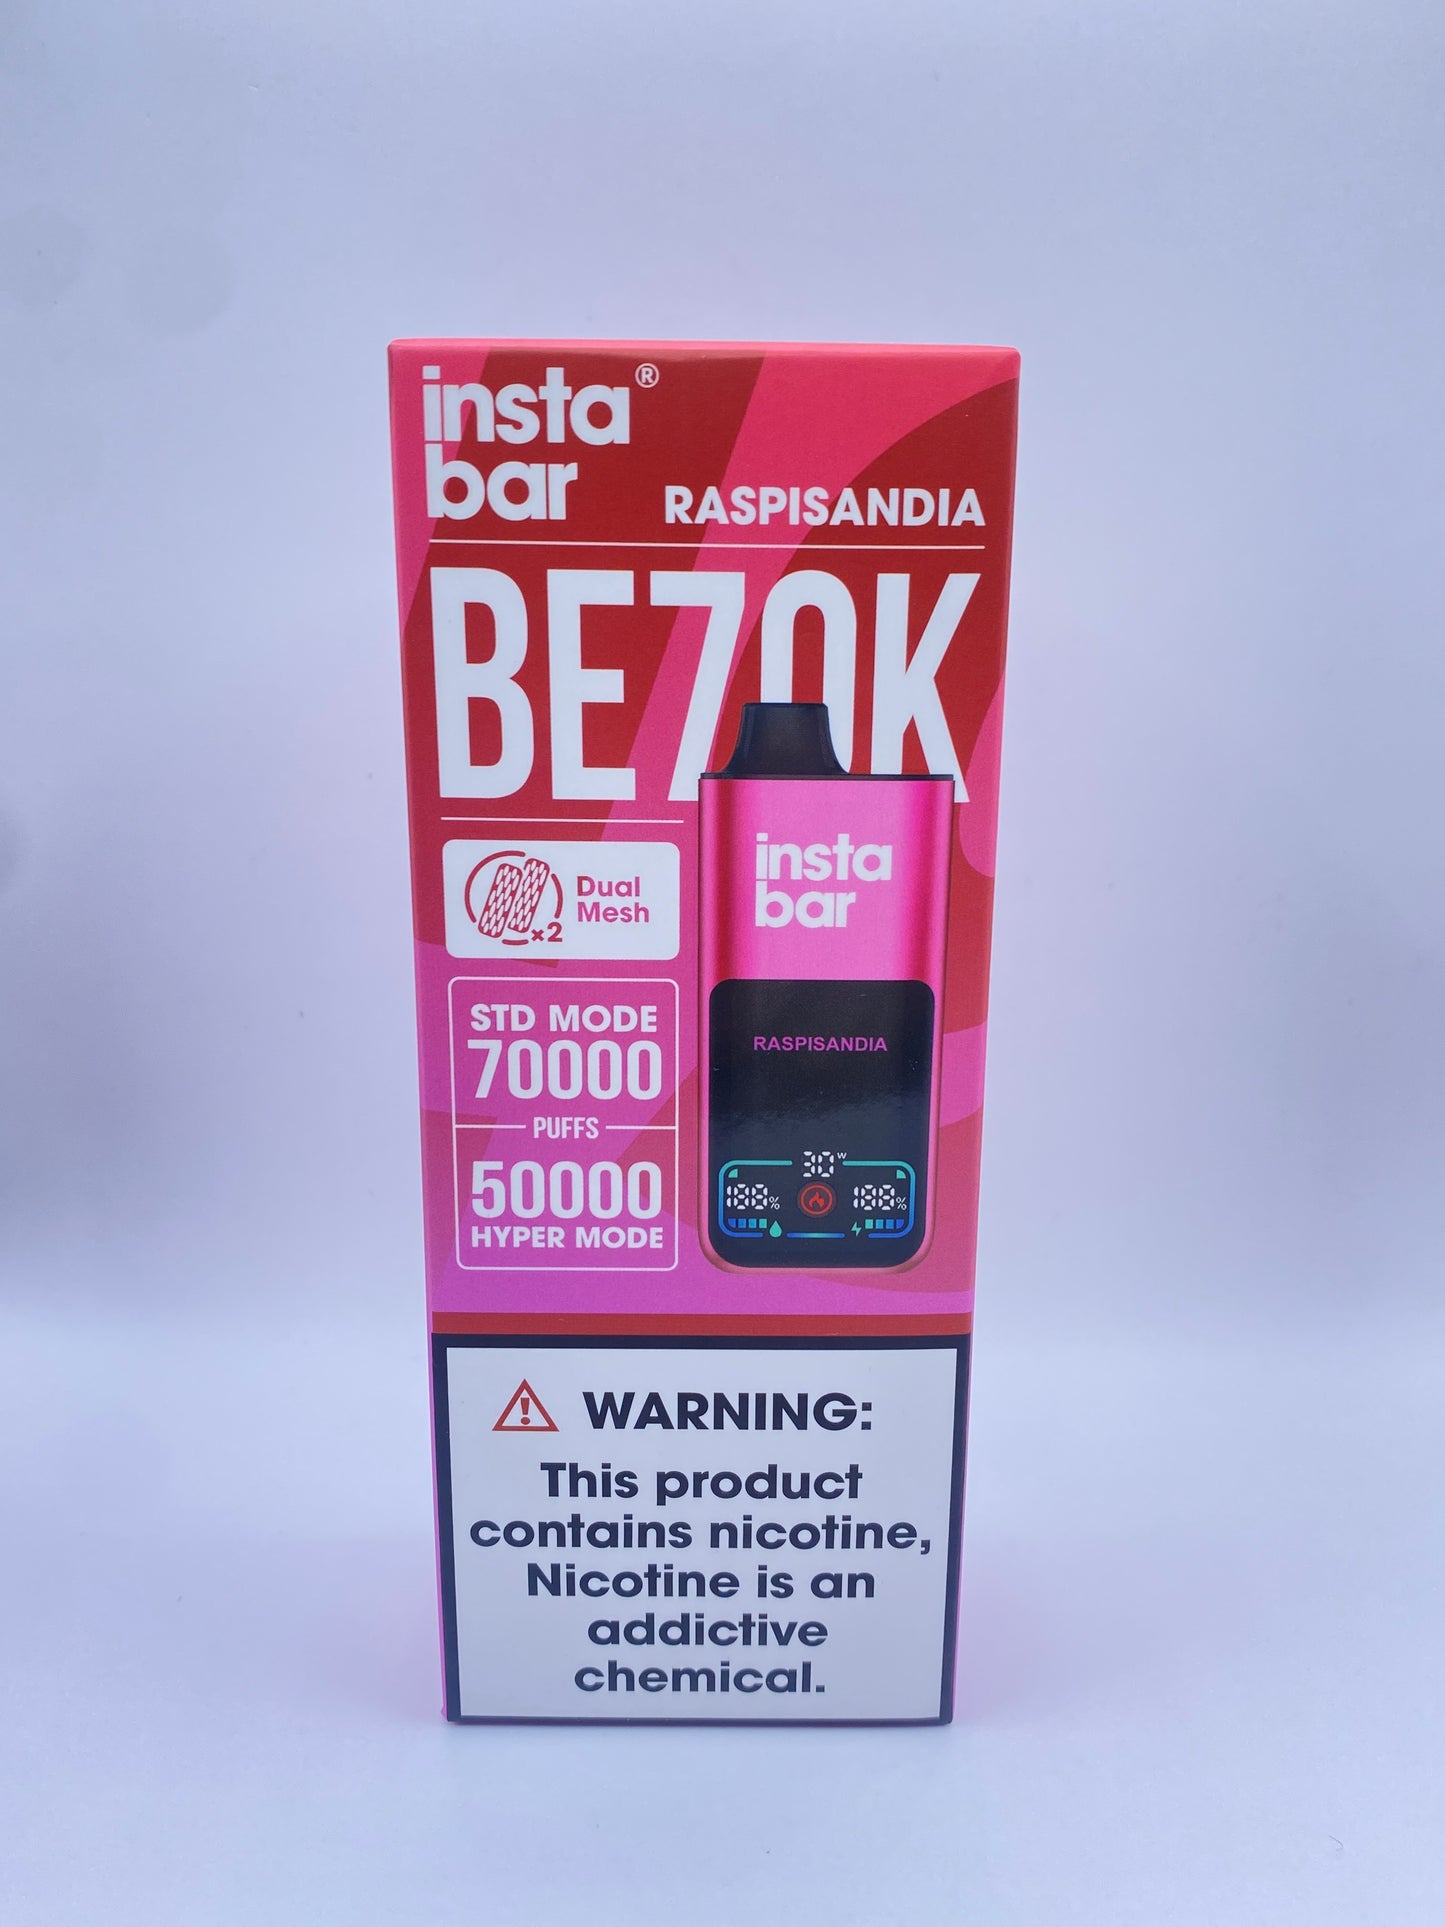 insta®
bar
RASPISANDIA
BE70K
Dual
Mesh
×2
STD MODE
70000
PUFFS
50000
HYPER MODE
insta
bar
RASPISANDIA
30W
188% 188%
WARNING:
This product
contains nicotine,
Nicotine is an
addictive
chemical.